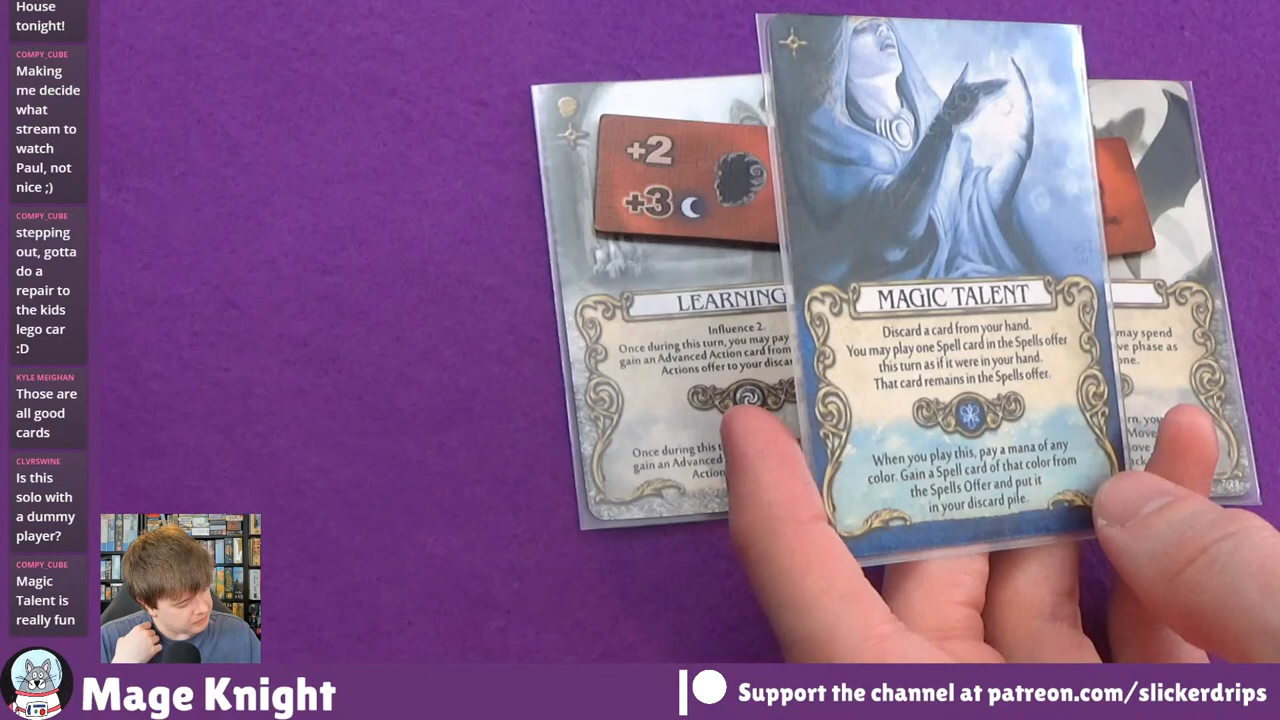 House
tonight!
COMPY_CUBE
Making
me decide
what
stream to
watch
Paul, not
nice ;)
COMPY_CUBE
stepping
out, gotta
do a
repair to
the kids
lego car
:D
KYLE MEIGHAN
Those are
all good
cards
CLVRSWINE
Is this
solo with
a dummy
player?
COMPY_CUBE
Magic
Talent is
really fun
+2
+3
LEARNING
Influence 2.
Once during this turn, you may pay
gain an Advanced Action card from
Actions offer to your
Once during this
gain an Advanced
MAGIC TALENT
Discard a card from your hand.
You may play one Spell card in the Spells offer
this turn as if it were in your hand.
That card remains in the Spells offer.
When you play this, pay a mana of any
color. Gain a Spell card of that color from
the Spells Offer and put it
in your discard pile.
may spend
phase as
Mage Knight
Support the channel at patreon.com/slickerdrips